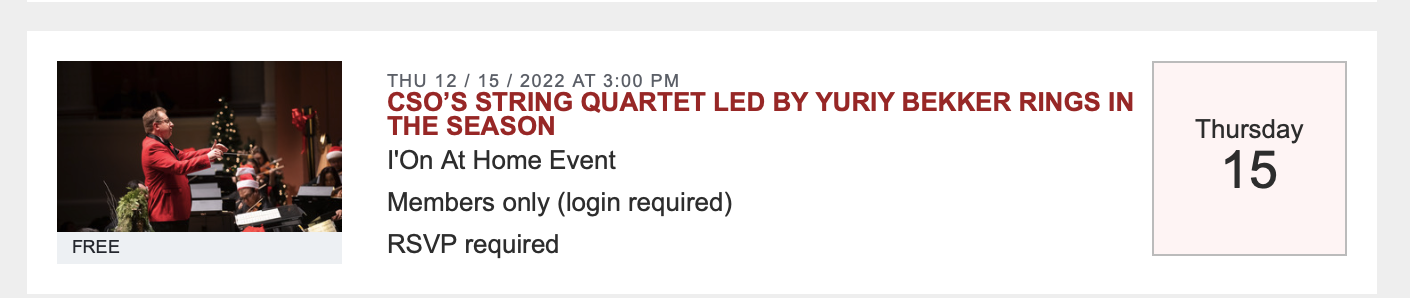 THU 12 / 15 / 2022 AT 3:00 PM
CSO’S STRING QUARTET LED BY YURIY BEKKER RINGS IN
THE SEASON
I'On At Home Event
Members only (login required)
RSVP required
FREE
Thursday
15